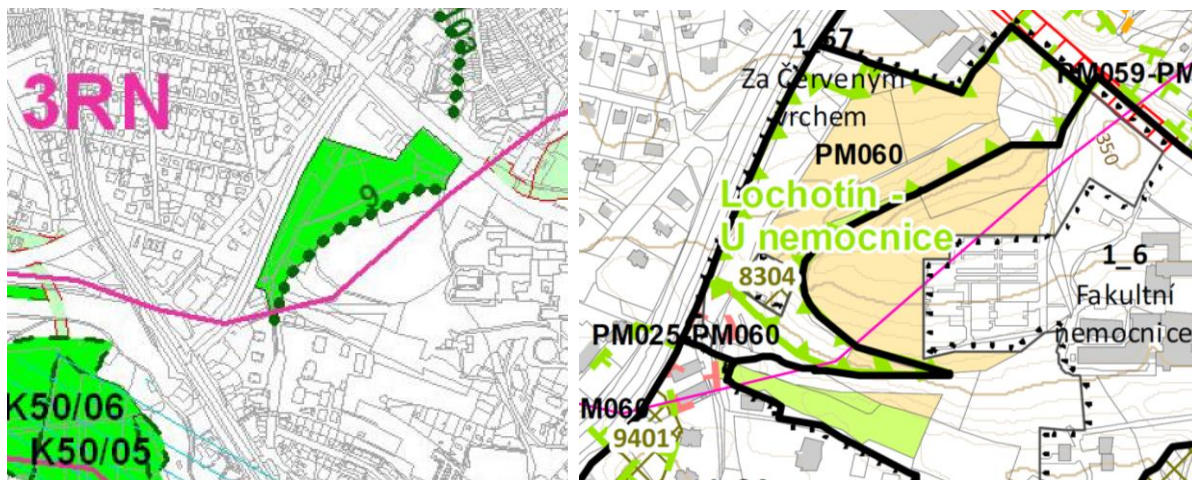 3RN
9
K50/06
K50/05
1_57
Za Červeným
vrchem
PM060
PM059-PM
350
Lochotín -
U nemocnice
8304
1_6
Fakultní
nemocnice
PM025-PM060
M060
9401